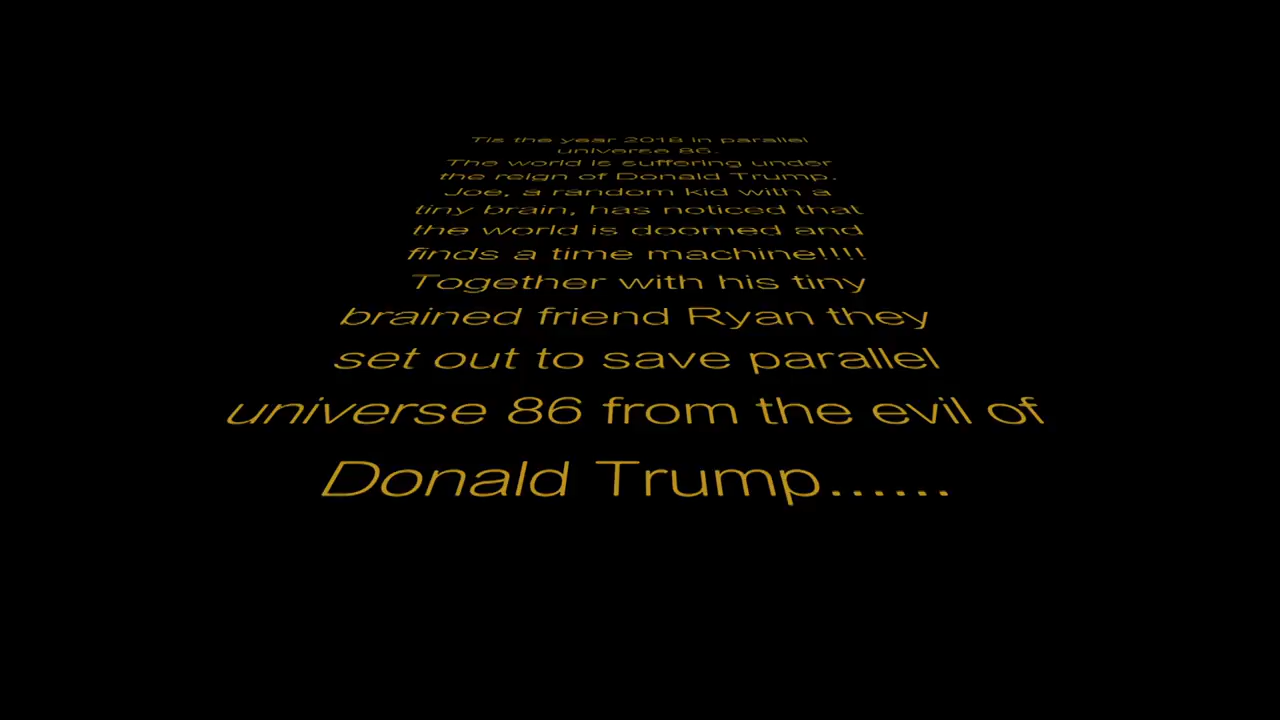 Tis the year 2018 in parallel
universe 86.
The world is suffering under
the reign of Donald Trump.
Joe, a random kid with a
tiny brain, has noticed that
the world is doomed and
finds a time machine!!!!
Together with his tiny
brained friend Ryan they
set out to save parallel
universe 86 from the evil of
Donald Trump......